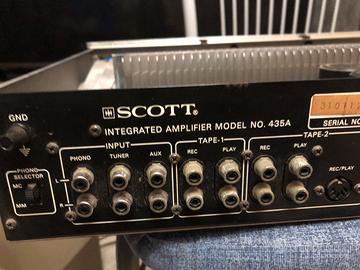 SCOTT®
INTEGRATED AMPLIFIER MODEL NO. 435A
SERIAL NO
GND
INPUT
TAPE-1
TAPE-2
PHONO TUNER AUX REC PLAY REC PLAY REC/PLAY
PHONO
SELECTOR
MC
MM
L
R